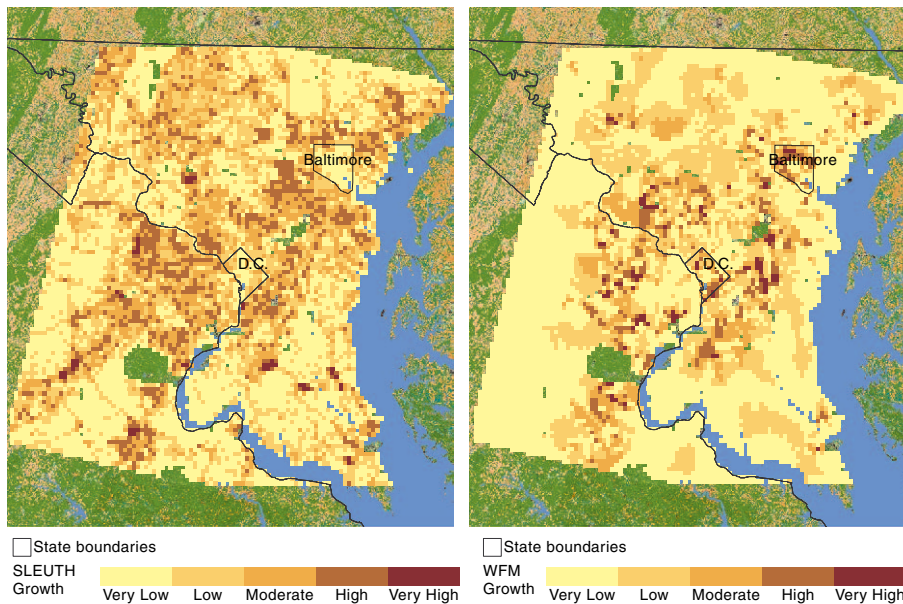 Baltimore
D.C.
State boundaries
SLEUTH
Growth
Very Low Low Moderate High Very High
Baltimore
D.C.
State boundaries
WFM
Growth
Very Low Low Moderate High Very High